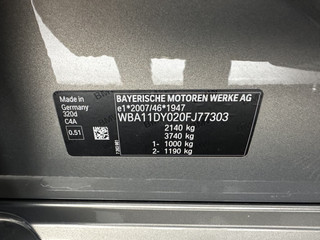 BAYERISCHE MOTOREN WERKE AG
e1*2007/46*1947
WBA11DY020FJ77303
2140 kg
3740 kg
1- 1000 kg
2- 1190 kg
Made in
Germany
320d
C4A
0.51